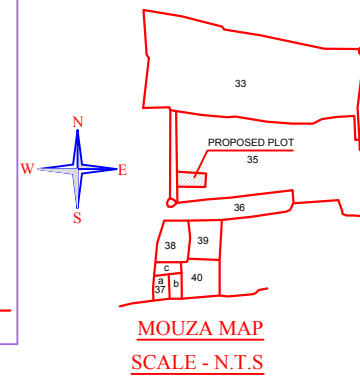 33
N
W E
S
PROPOSED PLOT
35
36
38
39
c
a
b
37
40
MOUZA MAP
SCALE - N.T.S